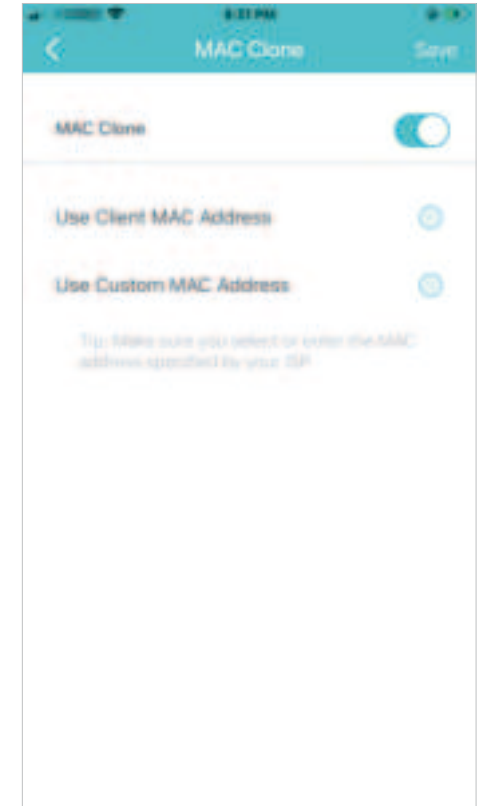 MAC Clone
Save
MAC Clone
Use Client MAC Address
Use Custom MAC Address
Tip: Make sure you select or enter the MAC
address specified by your ISP